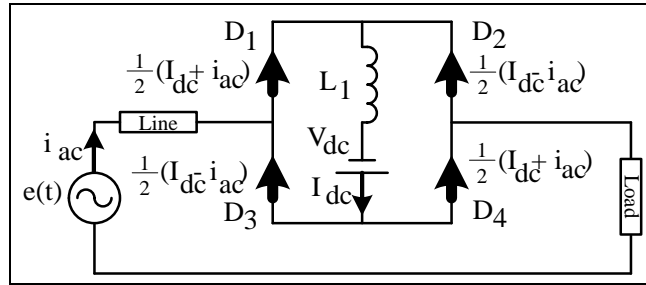 D1
D2
1/2 (Idc + iac)
L1
1/2 (Idc - iac)
Line
Vdc
iac
1/2 (Idc - iac)
Idc
1/2 (Idc + iac)
e(t)
Load
D3
D4